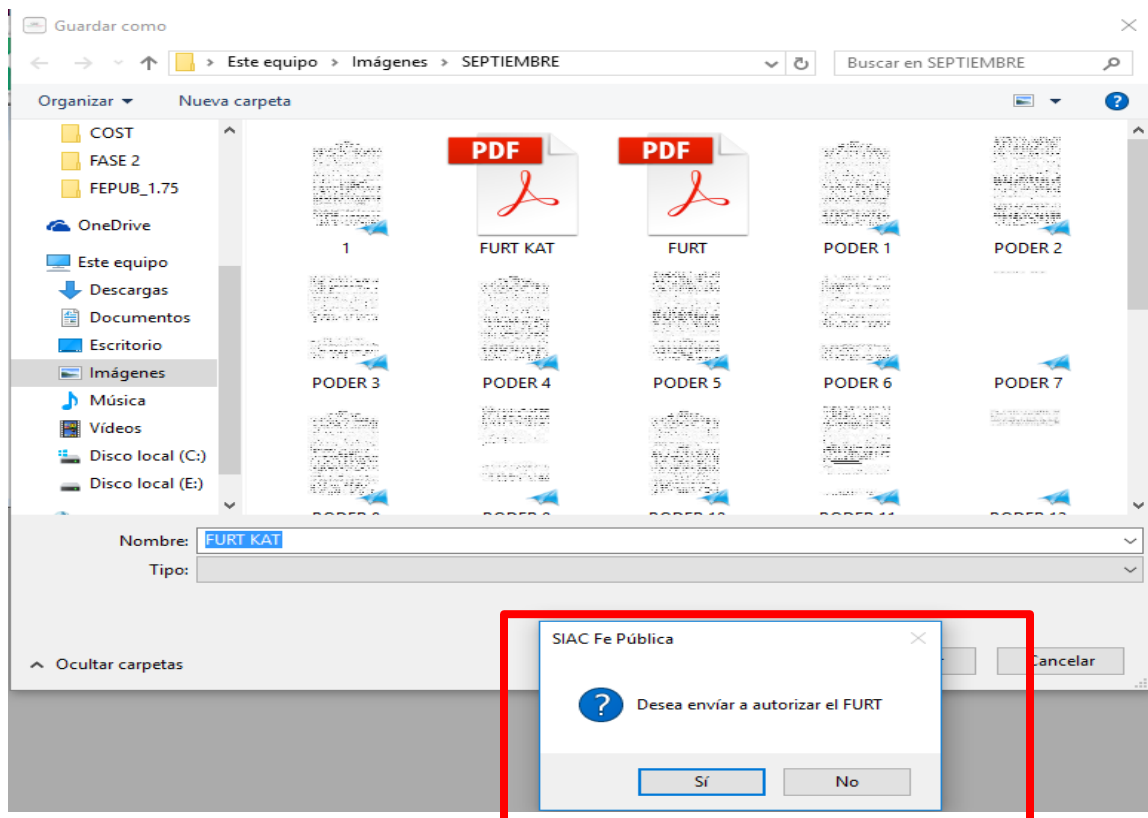 Guardar como
Este equipo > Imágenes > SEPTIEMBRE
Buscar en SEPTIEMBRE
Organizar
Nueva carpeta
COST
FASE 2
FEPUB_1.75
OneDrive
Este equipo
Descargas
Documentos
Escritorio
Imágenes
Música
Vídeos
Disco local (C:)
Disco local (E:)
PDF
PDF
1
FURT KAT
FURT
PODER 1
PODER 2
PODER 3
PODER 4
PODER 5
PODER 6
PODER 7
Nombre: FURT KAT
Tipo:
Ocultar carpetas
Cancelar
SIAC Fe Pública
Desea envíar a autorizar el FURT
Sí
No